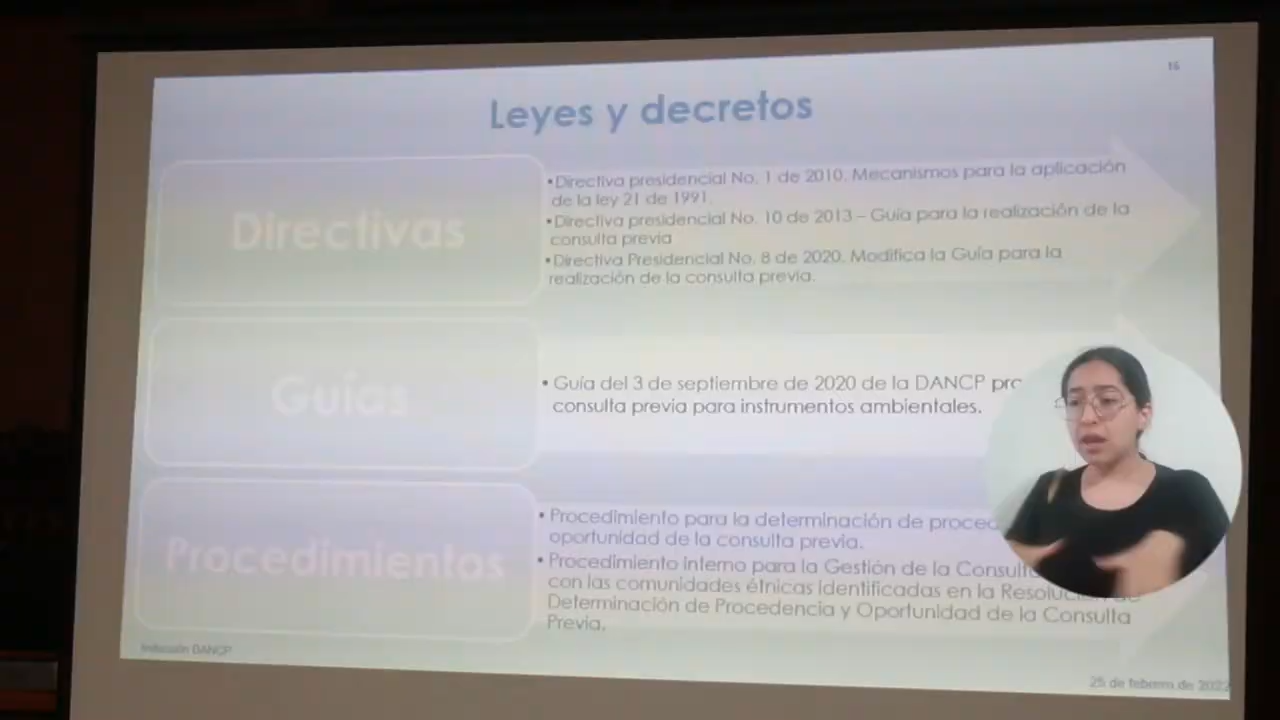 16
Leyes y decretos
Directivas
•Directiva presidencial No. 1 de 2010. Mecanismos para la aplicación
de la ley 21 de 1991.
•Directiva presidencial No. 10 de 2013 – Guía para la realización de la
consulta previa
•Directiva Presidencial No. 8 de 2020. Modifica la Guía para la
realización de la consulta previa.
Guías
• Guía del 3 de septiembre de 2020 de la DANCP
consulta previa para instrumentos ambientales.
Procedimientos
• Procedimiento para la determinación de
oportunidad de la consulta previa.
• Procedimiento interno para la Gestión de la
con las comunidades étnicas identificadas en la
Determinación de Procedencia y Oportunidad de la Consulta
Previa.
DANCP
25 de febrero de